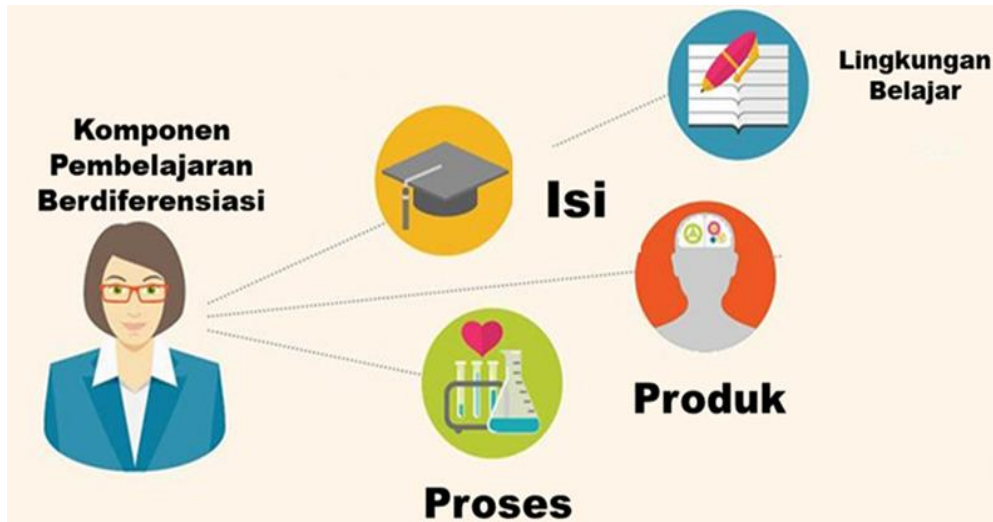 Komponen
Pembelajaran
Berdiferensiasi
Isi
Lingkungan
Belajar
Produk
Proses